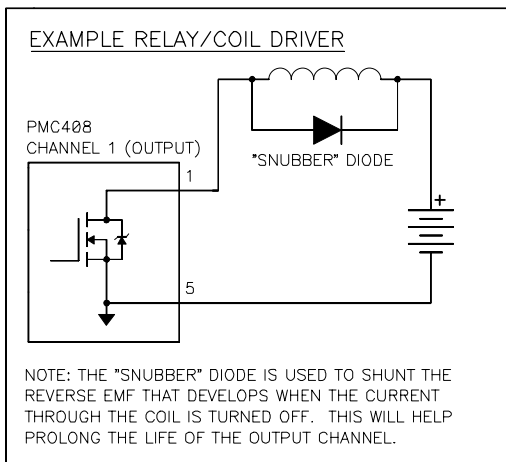 EXAMPLE RELAY/COIL DRIVER
PMC408
CHANNEL 1 (OUTPUT)
"SNUBBER" DIODE
1
+
5
NOTE: THE "SNUBBER" DIODE IS USED TO SHUNT THE
REVERSE EMF THAT DEVELOPS WHEN THE CURRENT
THROUGH THE COIL IS TURNED OFF. THIS WILL HELP
PROLONG THE LIFE OF THE OUTPUT CHANNEL.